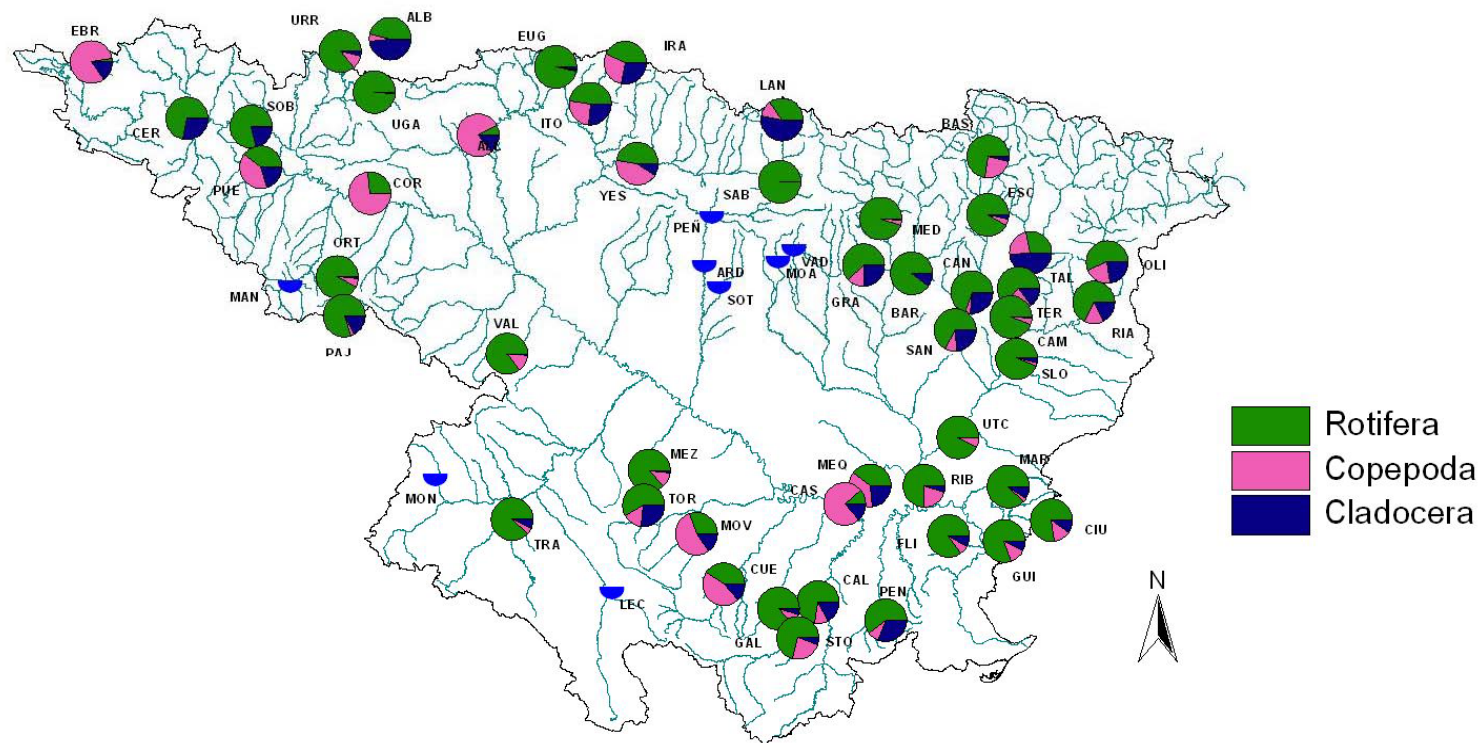 EBR
URR
ALB
EUG
IRA
LAN
SOB
CER
UGA
ITO
BAS
PUE
COR
YES
SAB
ESC
ORT
PEÑ
MED
MAN
ARD
VAD
MOA
SOT
GRA
CAN
BAR
TAL
OLI
TER
RIA
PAJ
VAL
SAN
CAM
SLO
UTC
Rotifera
Copepoda
Cladocera
MEZ
MEQ
RIB
MAR
MON
TOR
CAS
MOV
TRA
FLI
CIU
GUI
CUE
CAL
PEN
LEC
GAL
STO
N